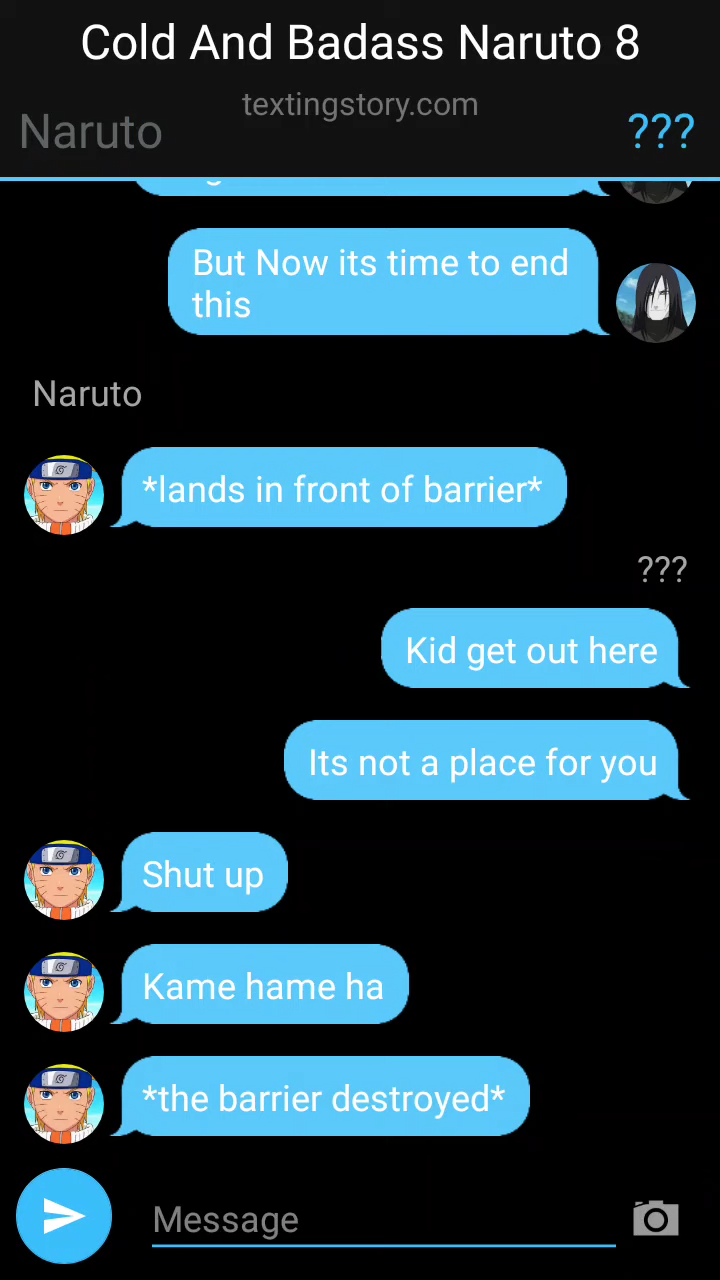 Cold And Badass Naruto 8
textingstory.com
Naruto
???
But Now its time to end
this
Naruto
*lands in front of barrier*
???
Kid get out here
Its not a place for you
Shut up
Kame hame ha
*the barrier destroyed*
Message